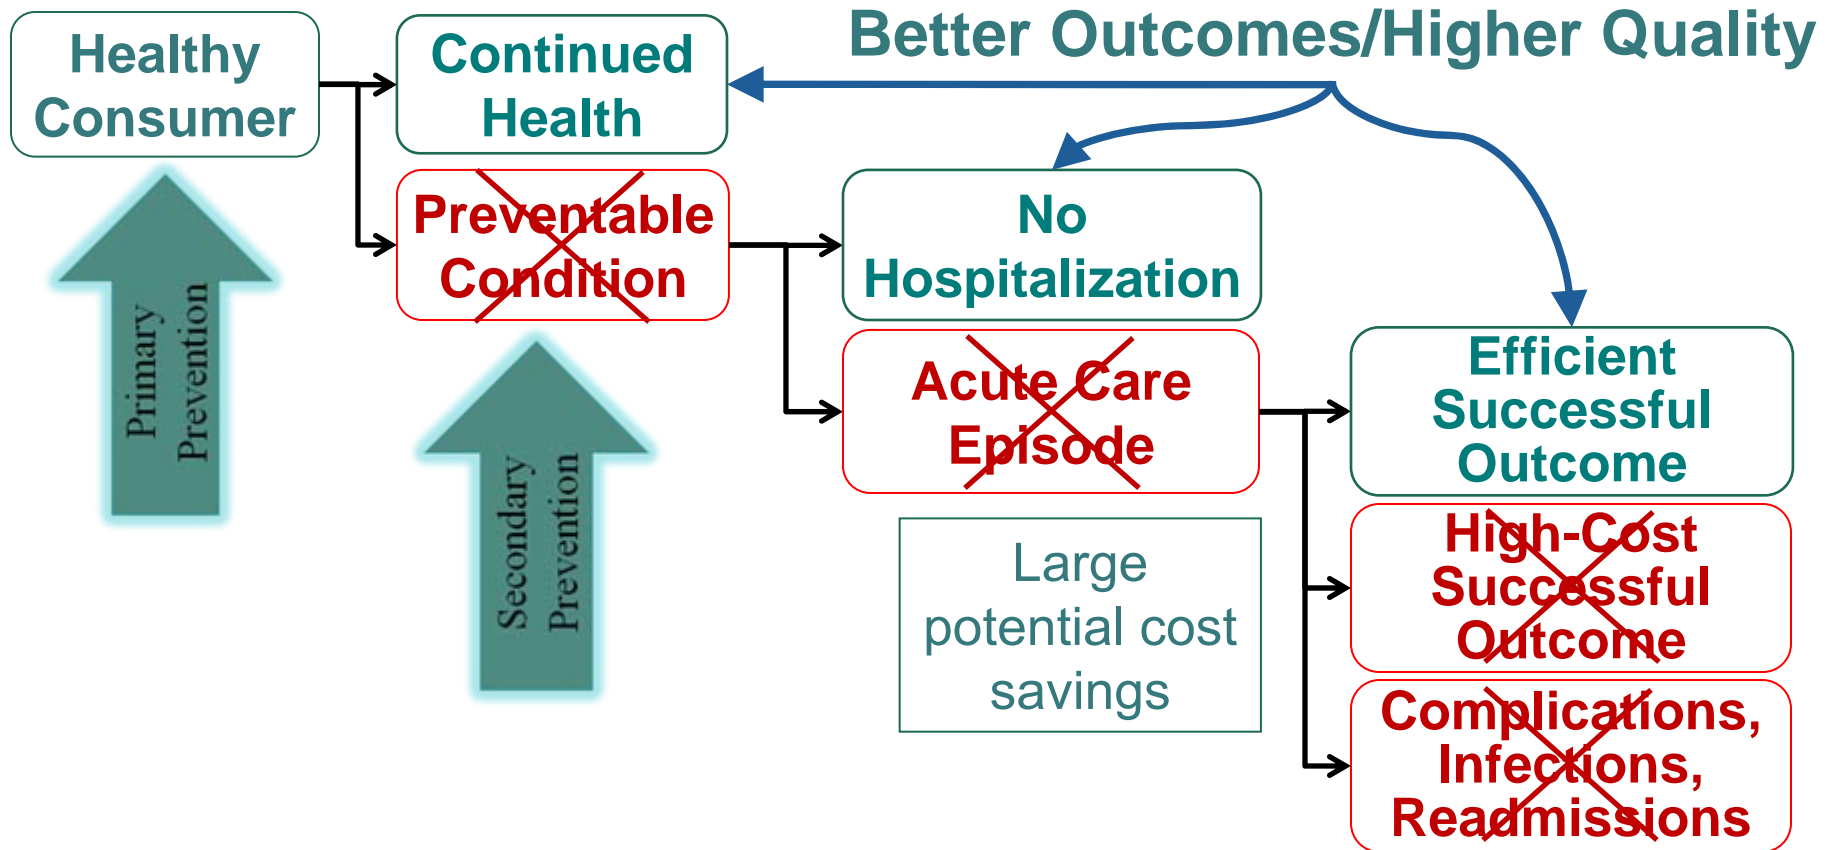 Better Outcomes/Higher Quality
Healthy
Consumer
Continued
Health
Preventable
Condition
No
Hospitalization
Acute Care
Episode
Efficient
Successful
Outcome
High-Cost
Successful
Outcome
Complications,
Infections,
Readmissions
Primary
Prevention
Secondary
Prevention
Large
potential cost
savings